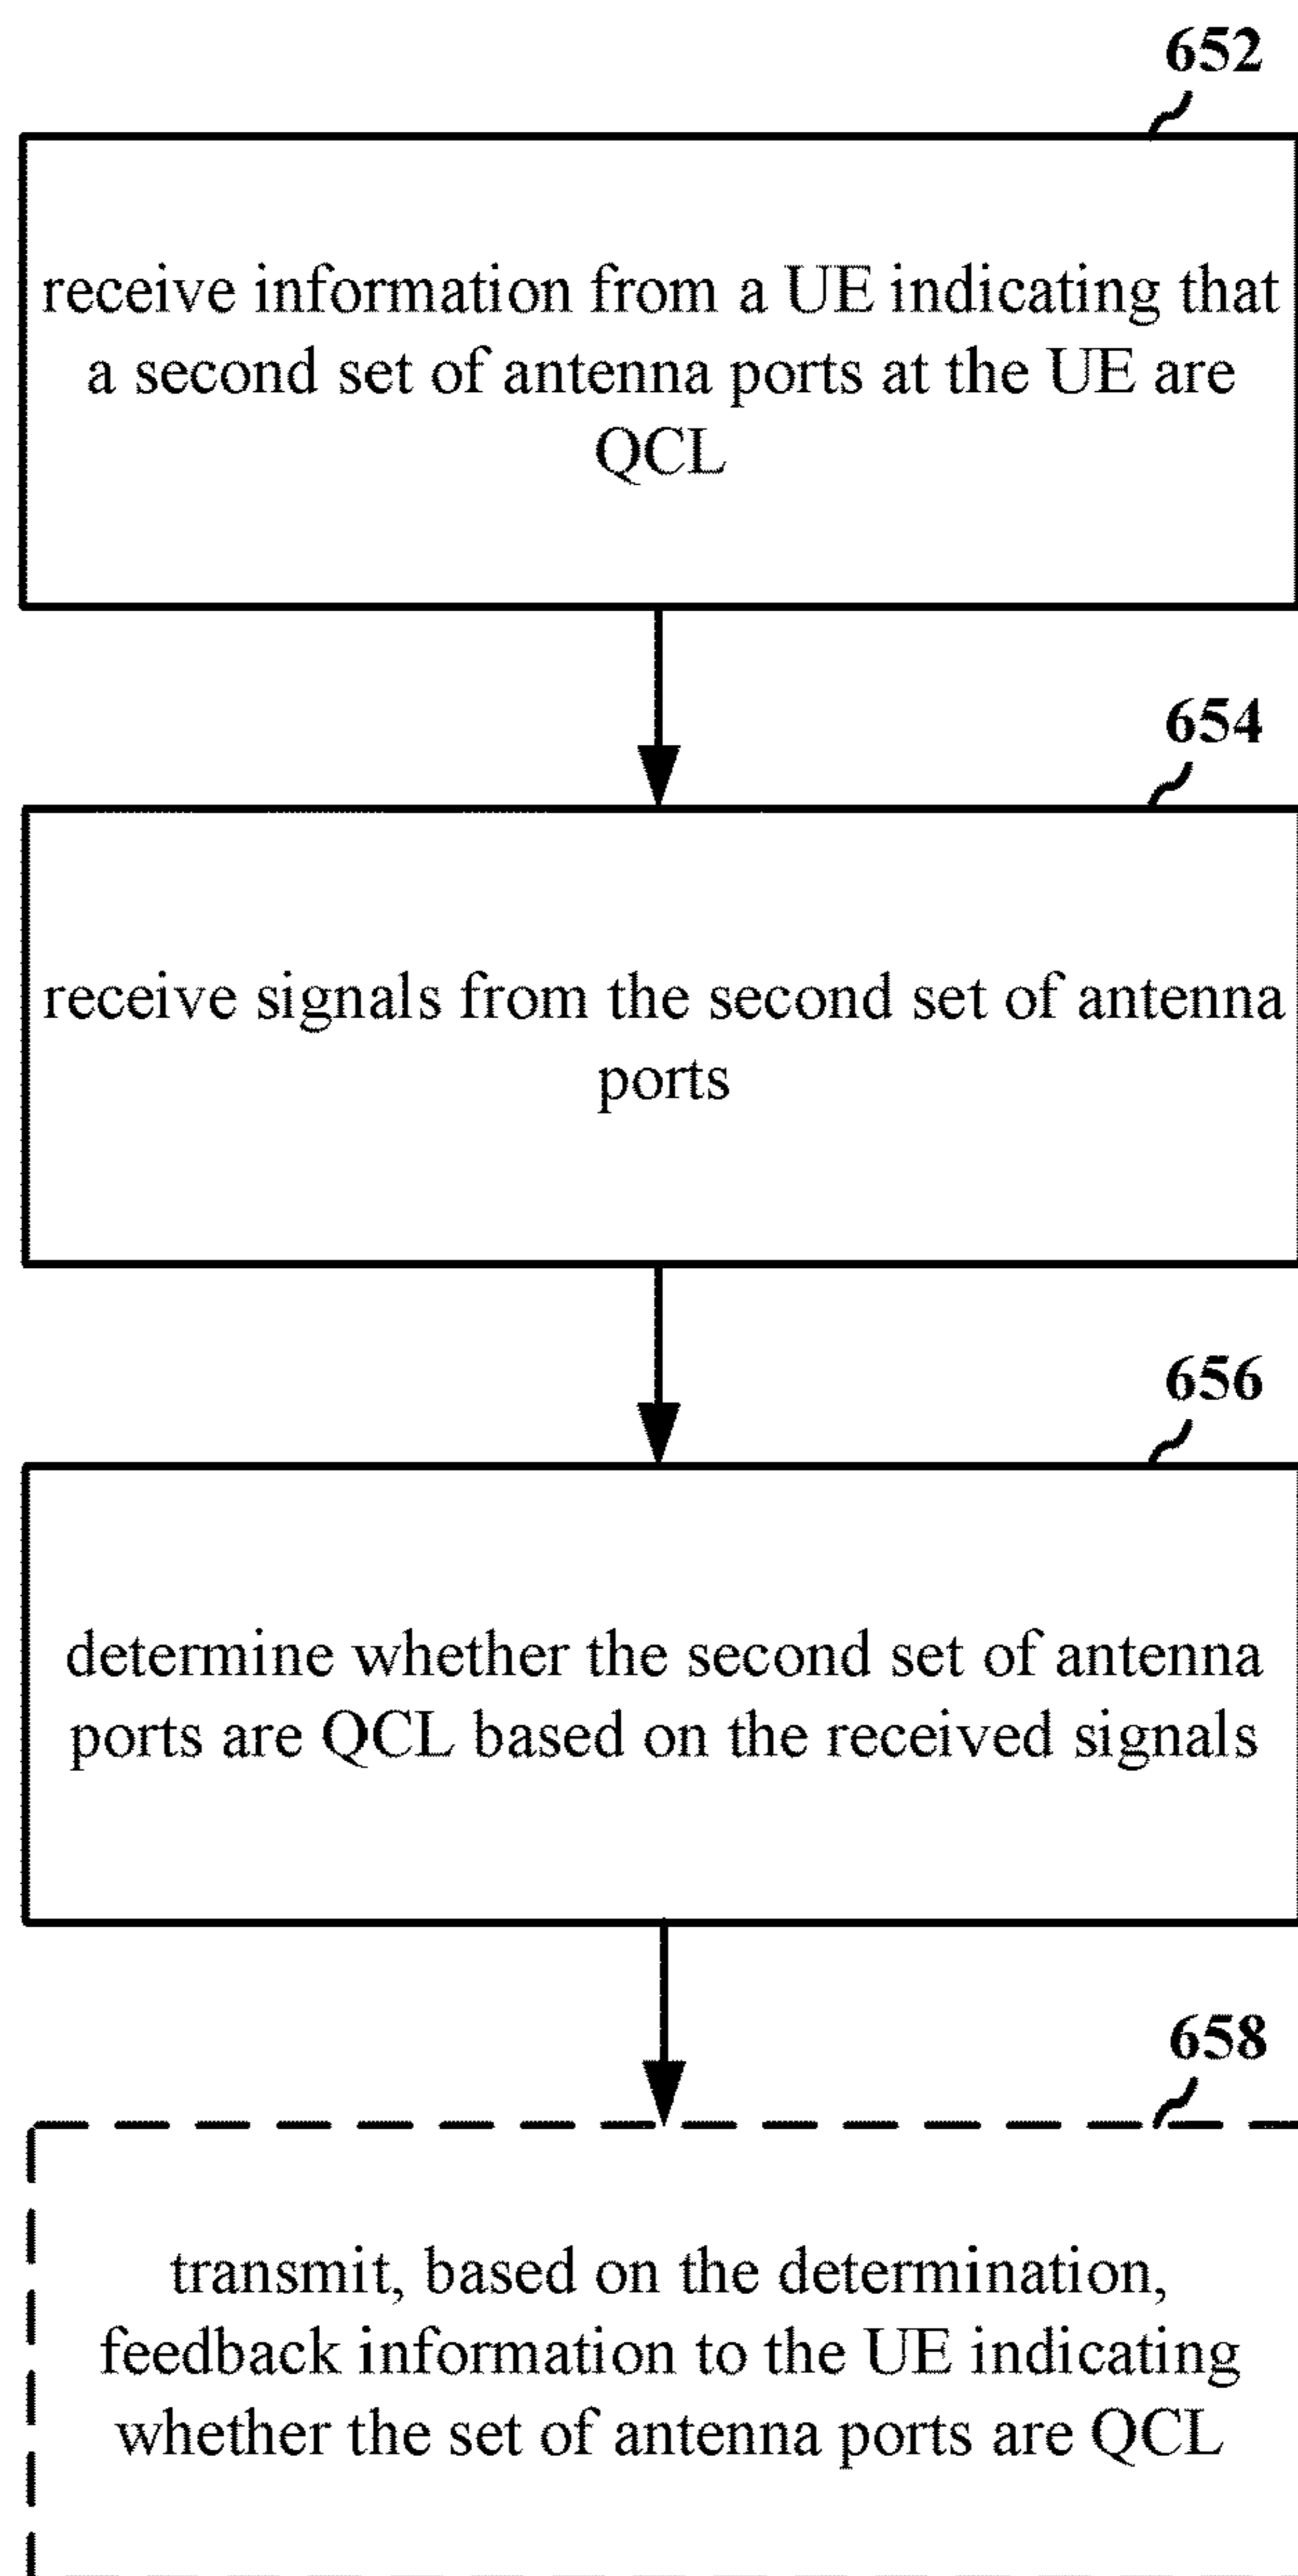 652
receive information from a UE indicating that
a second set of antenna ports at the UE are
QCL
654
receive signals from the second set of antenna
ports
656
determine whether the second set of antenna
ports are QCL based on the received signals
658
transmit, based on the determination,
feedback information to the UE indicating
whether the set of antenna ports are QCL